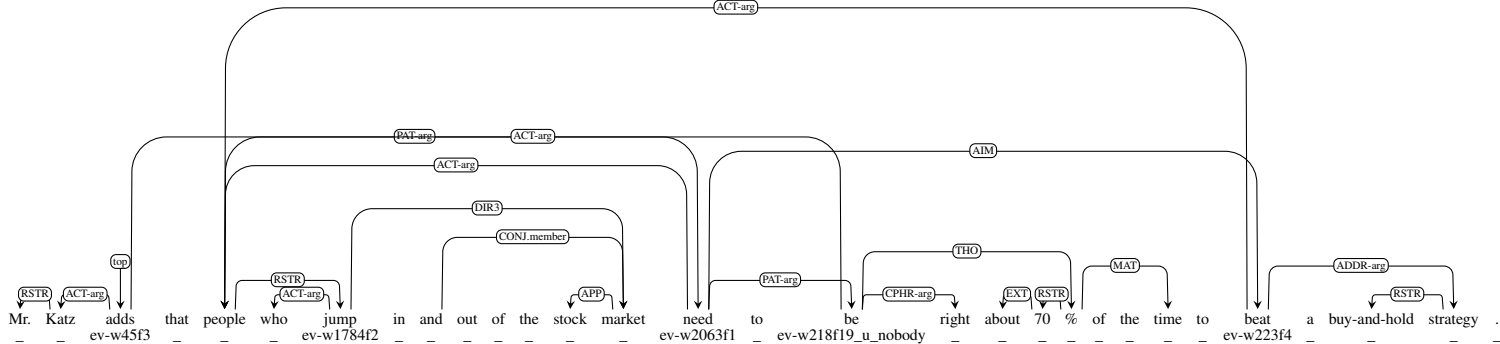 ACT-arg
PAT-arg ACT-arg
AIM
ACT-arg
DIR3
CONJ.member
THO
top
MAT ADDR-arg
RSTR PAT-arg
RSTR ACT-arg ACT-arg APP CPHR-arg EXT RSTR RSTR
Mr. Katz adds that people who jump in and out of the stock market need to be right about 70 % of the time to beat a buy-and-hold strategy .
_ _ ev-w45f3 _ _ _ ev-w1784f2 _ _ _ _ _ _ _ ev-w2063f1 _ ev-w218f19_u_nobody _ _ _ _ _ _ _ _ ev-w223f4 _ _ _ _